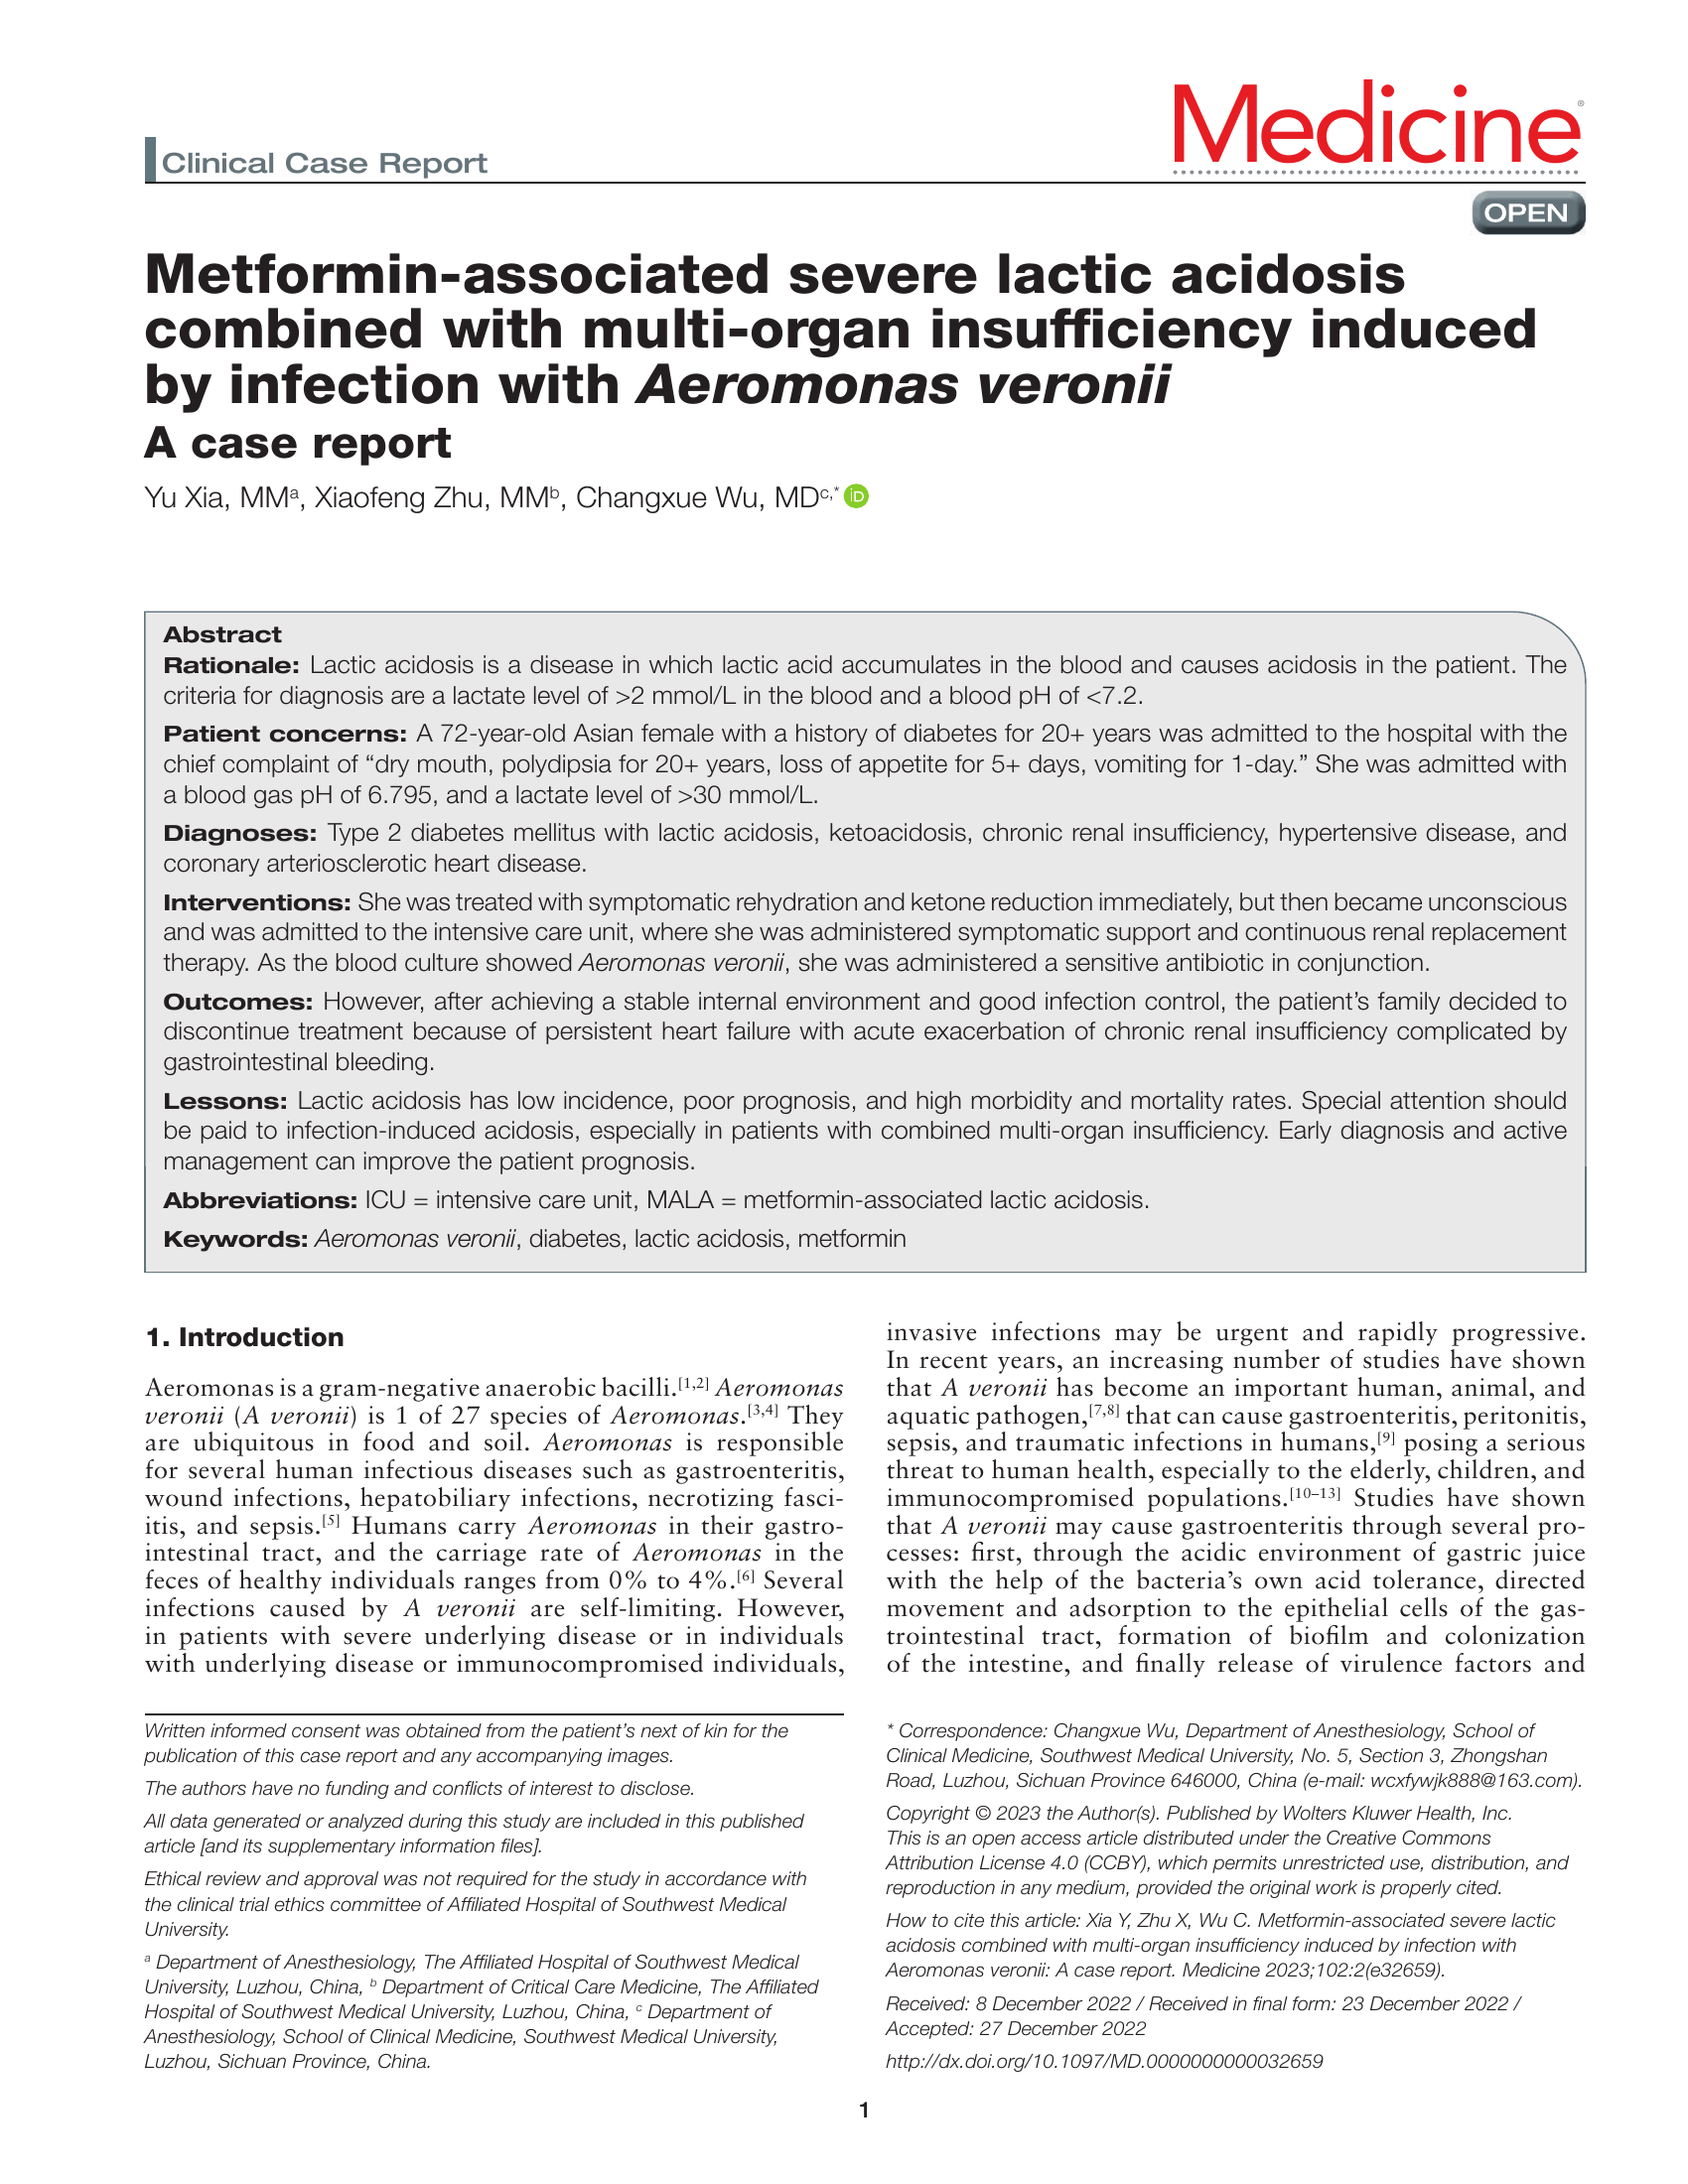 Clinical Case Report
Medicine®
OPEN
Metformin-associated severe lactic acidosis
combined with multi-organ insufficiency induced
by infection with Aeromonas veronii
A case report
Yu Xia, MMa, Xiaofeng Zhu, MMb, Changxue Wu, MDc,* iD
Abstract
Rationale: Lactic acidosis is a disease in which lactic acid accumulates in the blood and causes acidosis in the patient. The
criteria for diagnosis are a lactate level of >2 mmol/L in the blood and a blood pH of <7.2.
Patient concerns: A 72-year-old Asian female with a history of diabetes for 20+ years was admitted to the hospital with the
chief complaint of “dry mouth, polydipsia for 20+ years, loss of appetite for 5+ days, vomiting for 1-day.” She was admitted with
a blood gas pH of 6.795, and a lactate level of >30 mmol/L.
Diagnoses: Type 2 diabetes mellitus with lactic acidosis, ketoacidosis, chronic renal insufficiency, hypertensive disease, and
coronary arteriosclerotic heart disease.
Interventions: She was treated with symptomatic rehydration and ketone reduction immediately, but then became unconscious
and was admitted to the intensive care unit, where she was administered symptomatic support and continuous renal replacement
therapy. As the blood culture showed Aeromonas veronii, she was administered a sensitive antibiotic in conjunction.
Outcomes: However, after achieving a stable internal environment and good infection control, the patient’s family decided to
discontinue treatment because of persistent heart failure with acute exacerbation of chronic renal insufficiency complicated by
gastrointestinal bleeding.
Lessons: Lactic acidosis has low incidence, poor prognosis, and high morbidity and mortality rates. Special attention should
be paid to infection-induced acidosis, especially in patients with combined multi-organ insufficiency. Early diagnosis and active
management can improve the patient prognosis.
Abbreviations: ICU = intensive care unit, MALA = metformin-associated lactic acidosis.
Keywords: Aeromonas veronii, diabetes, lactic acidosis, metformin
1. Introduction
Aeromonas is a gram-negative anaerobic bacilli.[1,2] Aeromonas
veronii (A veronii) is 1 of 27 species of Aeromonas.[3,4] They
are ubiquitous in food and soil. Aeromonas is responsible
for several human infectious diseases such as gastroenteritis,
wound infections, hepatobiliary infections, necrotizing fasci-
itis, and sepsis.[5] Humans carry Aeromonas in their gastro-
intestinal tract, and the carriage rate of Aeromonas in the
feces of healthy individuals ranges from 0% to 4%.[6] Several
infections caused by A veronii are self-limiting. However,
in patients with severe underlying disease or in individuals
with underlying disease or immunocompromised individuals,
invasive infections may be urgent and rapidly progressive.
In recent years, an increasing number of studies have shown
that A veronii has become an important human, animal, and
aquatic pathogen,[7,8] that can cause gastroenteritis, peritonitis,
sepsis, and traumatic infections in humans,[9] posing a serious
threat to human health, especially to the elderly, children, and
immunocompromised populations.[10–13] Studies have shown
that A veronii may cause gastroenteritis through several pro-
cesses: first, through the acidic environment of gastric juice
with the help of the bacteria’s own acid tolerance, directed
movement and adsorption to the epithelial cells of the gas-
trointestinal tract, formation of biofilm and colonization
of the intestine, and finally release of virulence factors and
Written informed consent was obtained from the patient’s next of kin for the
publication of this case report and any accompanying images.
The authors have no funding and conflicts of interest to disclose.
All data generated or analyzed during this study are included in this published
article [and its supplementary information files].
Ethical review and approval was not required for the study in accordance with
the clinical trial ethics committee of Affiliated Hospital of Southwest Medical
University.
a Department of Anesthesiology, The Affiliated Hospital of Southwest Medical
University, Luzhou, China, b Department of Critical Care Medicine, The Affiliated
Hospital of Southwest Medical University, Luzhou, China, c Department of
Anesthesiology, School of Clinical Medicine, Southwest Medical University,
Luzhou, Sichuan Province, China.
* Correspondence: Changxue Wu, Department of Anesthesiology, School of
Clinical Medicine, Southwest Medical University, No. 5, Section 3, Zhongshan
Road, Luzhou, Sichuan Province 646000, China (e-mail: wcxfywjk888@163.com).
Copyright © 2023 the Author(s). Published by Wolters Kluwer Health, Inc.
This is an open access article distributed under the Creative Commons
Attribution License 4.0 (CCBY), which permits unrestricted use, distribution, and
reproduction in any medium, provided the original work is properly cited.
How to cite this article: Xia Y, Zhu X, Wu C. Metformin-associated severe lactic
acidosis combined with multi-organ insufficiency induced by infection with
Aeromonas veronii: A case report. Medicine 2023;102:2(e32659).
Received: 8 December 2022 / Received in final form: 23 December 2022 /
Accepted: 27 December 2022
http://dx.doi.org/10.1097/MD.0000000000032659
1